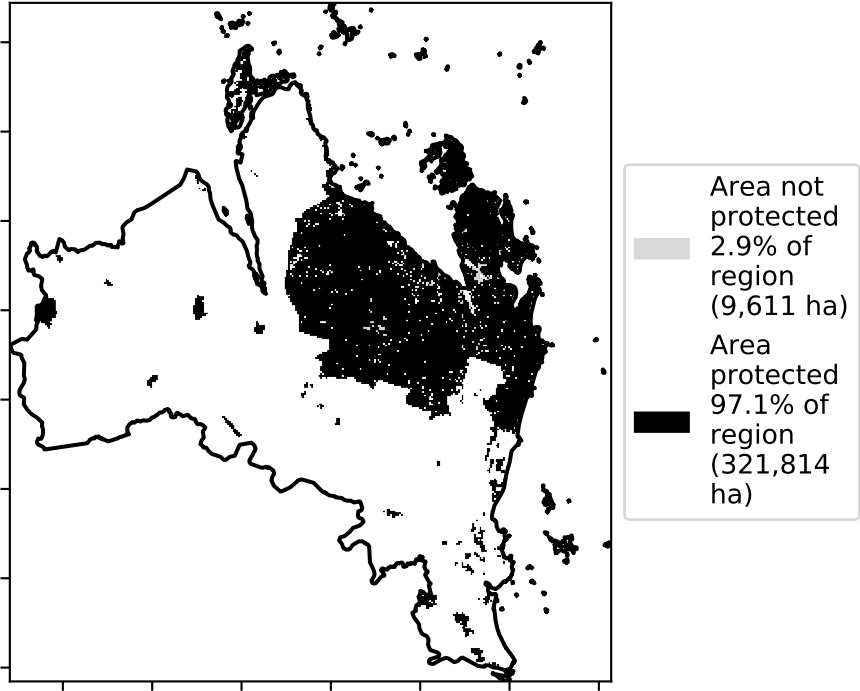 Area not
protected
2.9% of
region
(9,611 ha)
Area
protected
97.1% of
region
(321,814
ha)